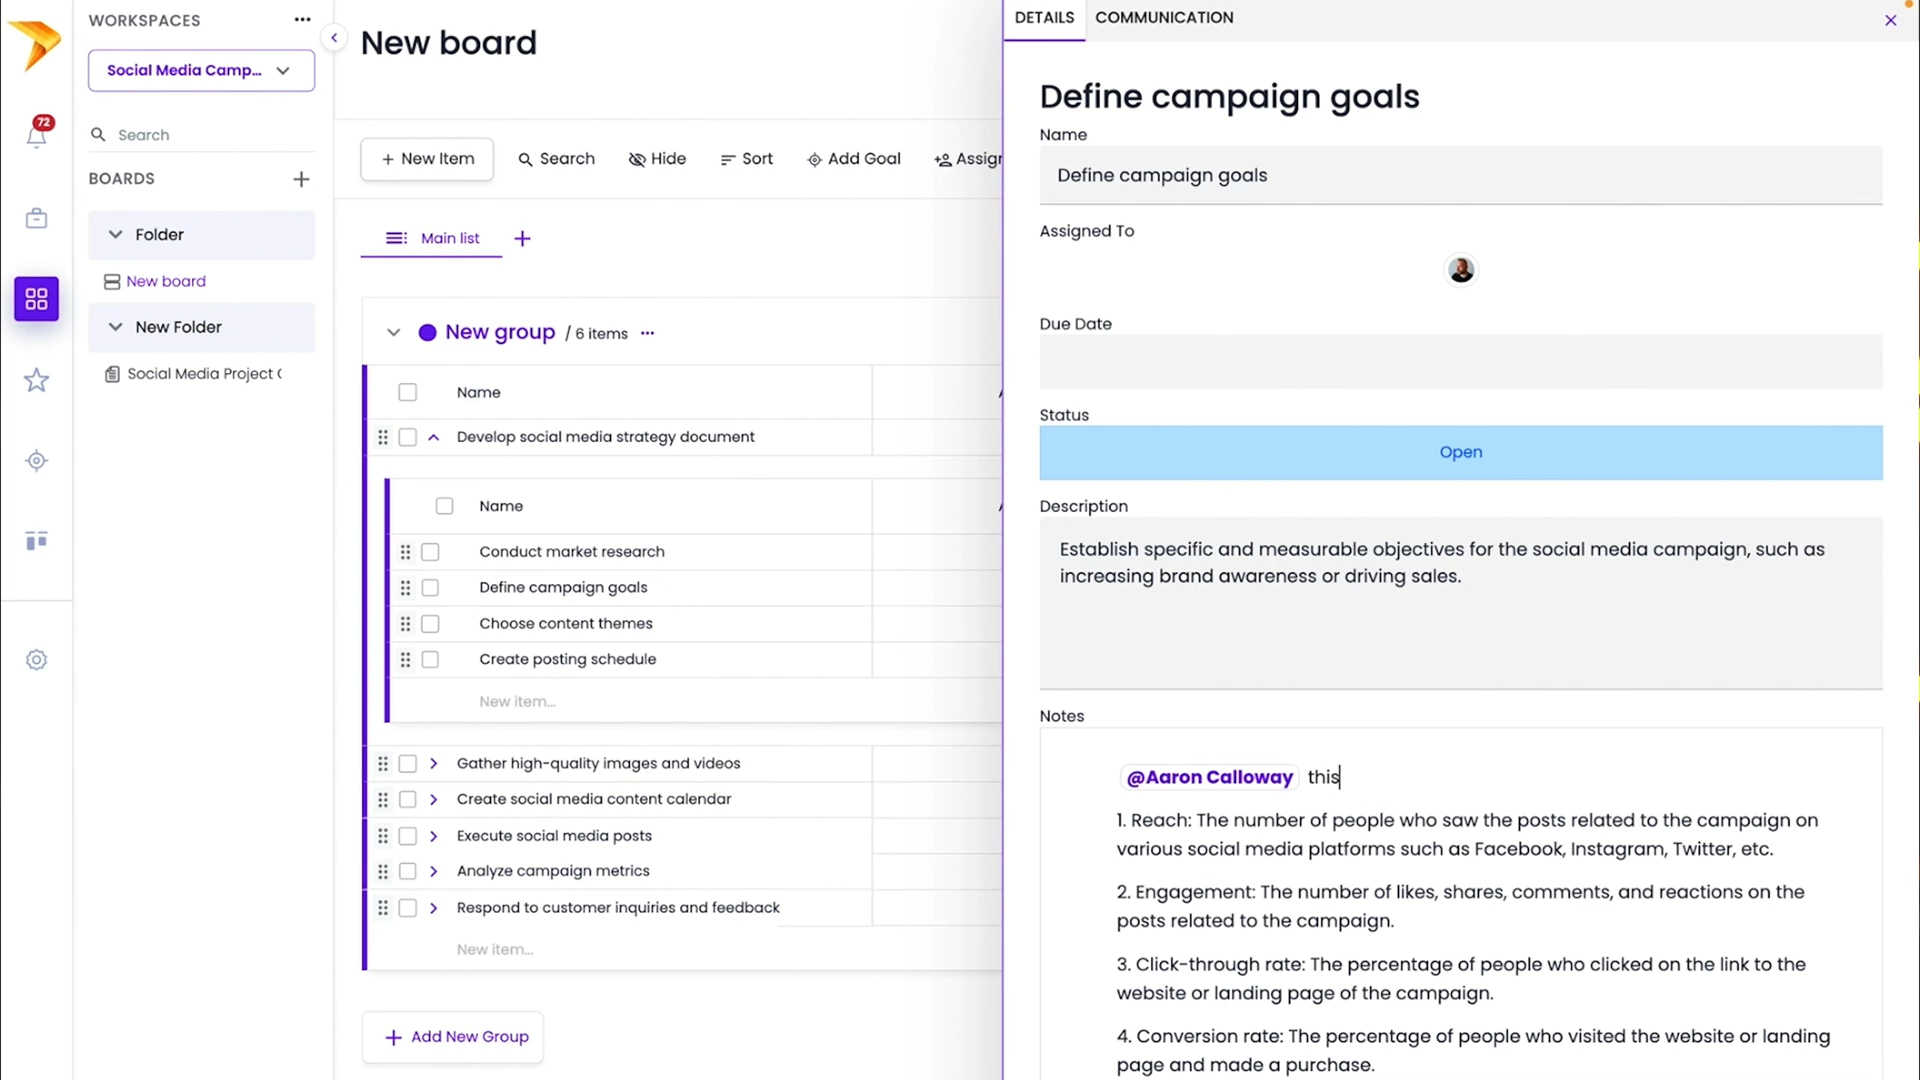 WORKSPACES
Social Media Camp...
72
Search
BOARDS
Folder
New board
New Folder
Social Media Project
New board
New Item
Search
Hide
Sort
Add Goal
Main list
New group / 6 items
Name
Develop social media strategy document
Name
Conduct market research
Define campaign goals
Choose content themes
Create posting schedule
New item...
Gather high-quality images and videos
Create social media content calendar
Execute social media posts
Analyze campaign metrics
Respond to customer inquiries and feedback
New item...
Add New Group
DETAILS
COMMUNICATION
Define campaign goals
Name
Define campaign goals
Assigned To
Due Date
Status
Open
Description
Establish specific and measurable objectives for the social media campaign, such as
increasing brand awareness or driving sales.
Notes
@Aaron Calloway this
1. Reach: The number of people who saw the posts related to the campaign on
various social media platforms such as Facebook, Instagram, Twitter, etc.
2. Engagement: The number of likes, shares, comments, and reactions on the
posts related to the campaign.
3. Click-through rate: The percentage of people who clicked on the link to the
website or landing page of the campaign.
4. Conversion rate: The percentage of people who visited the website or landing
page and made a purchase.